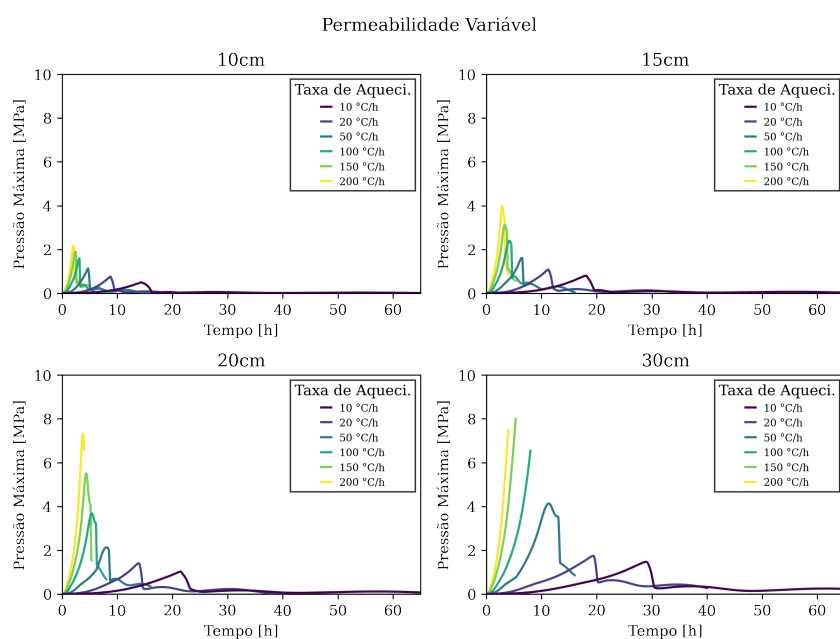 Permeabilidade Variável
10cm
Pressão Máxima [MPa]
10
8
6
4
2
0
Taxa de Aqueci.
10 °C/h
20 °C/h
50 °C/h
100 °C/h
150 °C/h
200 °C/h
0 10 20 30 40 50 60
Tempo [h]
15cm
Pressão Máxima [MPa]
10
8
6
4
2
0
Taxa de Aqueci.
10 °C/h
20 °C/h
50 °C/h
100 °C/h
150 °C/h
200 °C/h
0 10 20 30 40 50 60
Tempo [h]
20cm
Pressão Máxima [MPa]
10
8
6
4
2
0
Taxa de Aqueci.
10 °C/h
20 °C/h
50 °C/h
100 °C/h
150 °C/h
200 °C/h
0 10 20 30 40 50 60
Tempo [h]
30cm
Pressão Máxima [MPa]
10
8
6
4
2
0
Taxa de Aqueci.
10 °C/h
20 °C/h
50 °C/h
100 °C/h
150 °C/h
200 °C/h
0 10 20 30 40 50 60
Tempo [h]